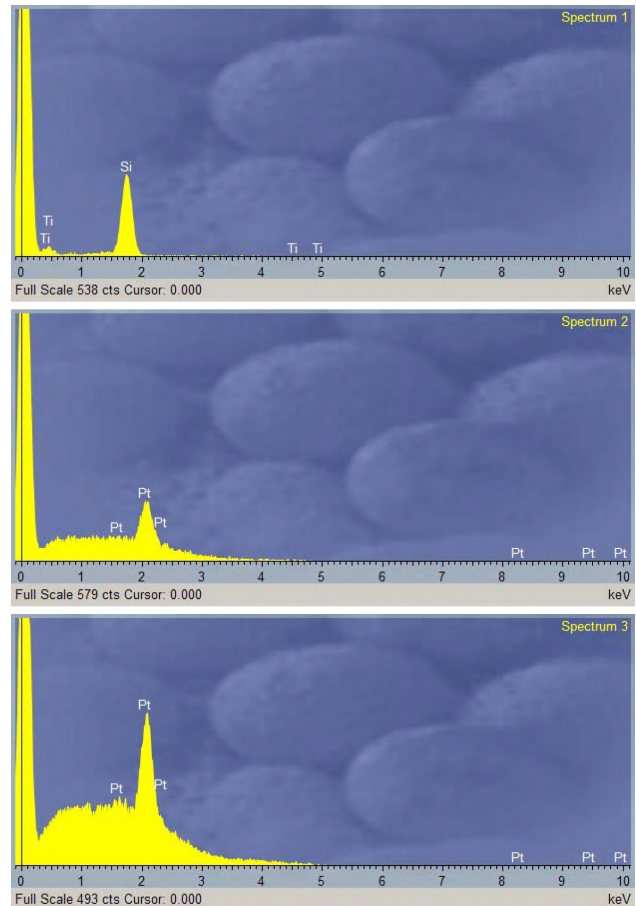 Spectrum 1
Si
Ti
Ti
Ti Ti
0 1 2 3 4 5 6 7 8 9 10
Full Scale 538 cts Cursor: 0.000 keV
Spectrum 2
Pt
Pt Pt
Pt Pt Pt
0 1 2 3 4 5 6 7 8 9 10
Full Scale 579 cts Cursor: 0.000 keV
Spectrum 3
Pt
Pt Pt
Pt Pt Pt
0 1 2 3 4 5 6 7 8 9 10
Full Scale 493 cts Cursor: 0.000 keV